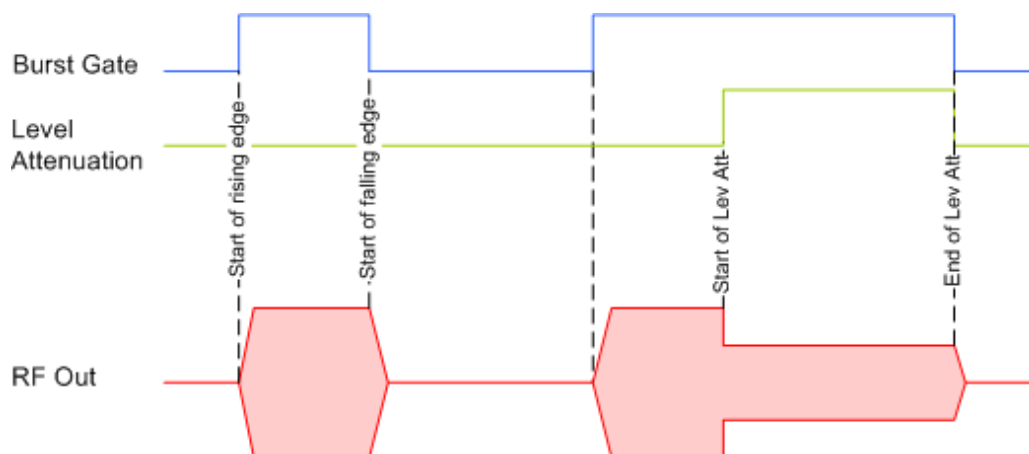 Burst Gate
Level
Attenuation
Start of rising edge
Start of falling edge
Start of Lev Att
End of Lev Att
RF Out